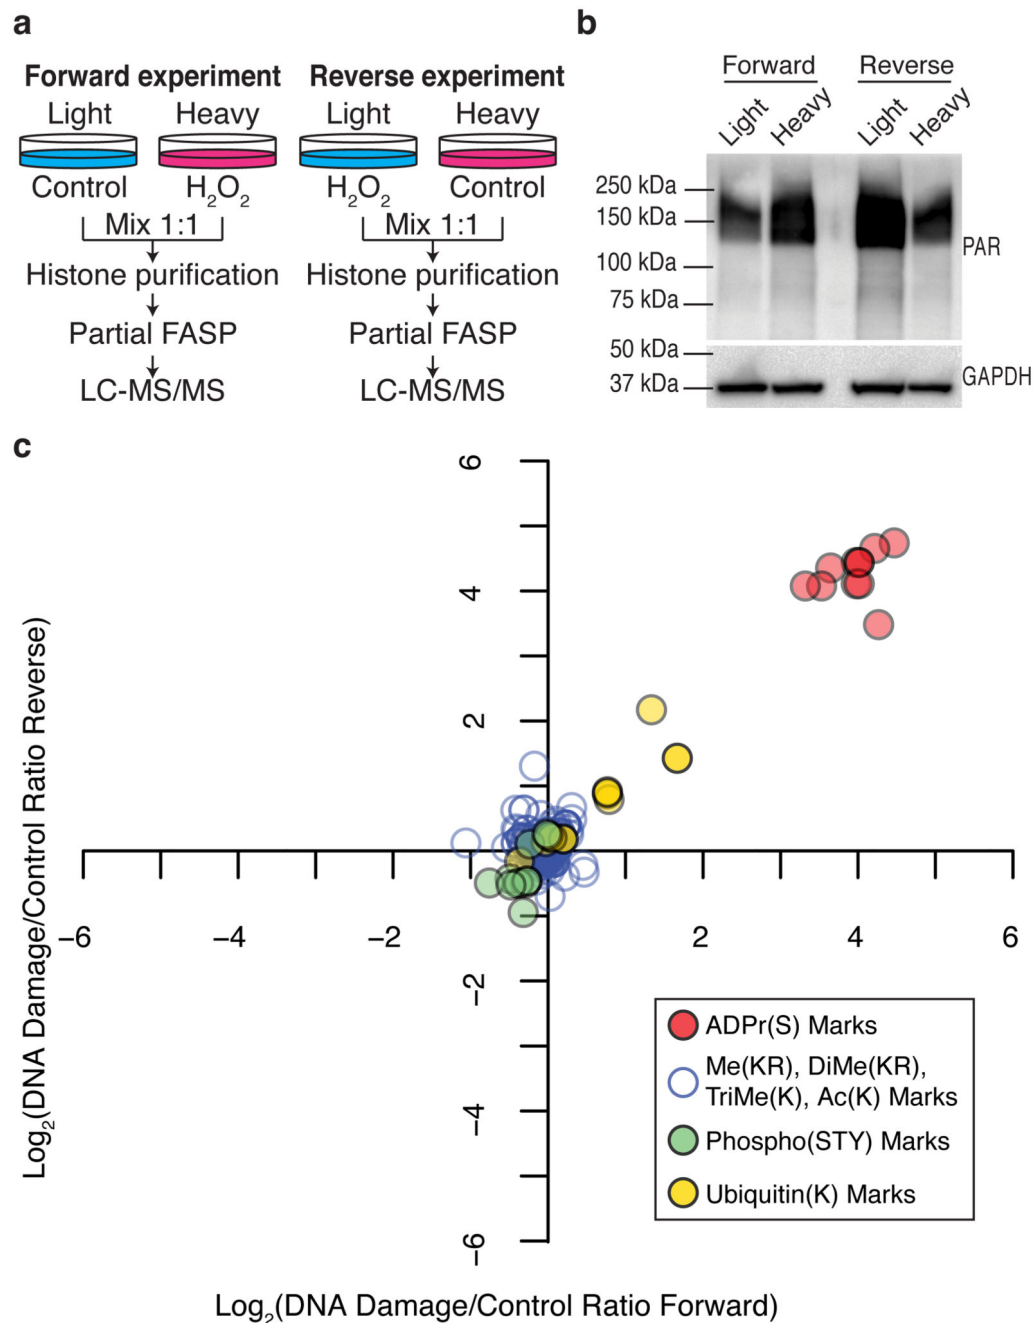 a
Forward experiment
Reverse experiment
Light
Heavy
Light
Heavy
Control
H₂O₂
H₂O₂
Control
Mix 1:1
Mix 1:1
Histone purification
Histone purification
Partial FASP
Partial FASP
LC-MS/MS
LC-MS/MS
b
Forward
Reverse
Light
Heavy
Light
Heavy
250 kDa
150 kDa
100 kDa
75 kDa
50 kDa
37 kDa
PAR
GAPDH
c
Log₂(DNA Damage/Control Ratio Reverse)
6
4
2
−2
−4
−6
−6
−4
−2
2
4
6
ADPr(S) Marks
Me(KR), DiMe(KR),
TriMe(K), Ac(K) Marks
Phospho(STY) Marks
Ubiquitin(K) Marks
Log₂(DNA Damage/Control Ratio Forward)